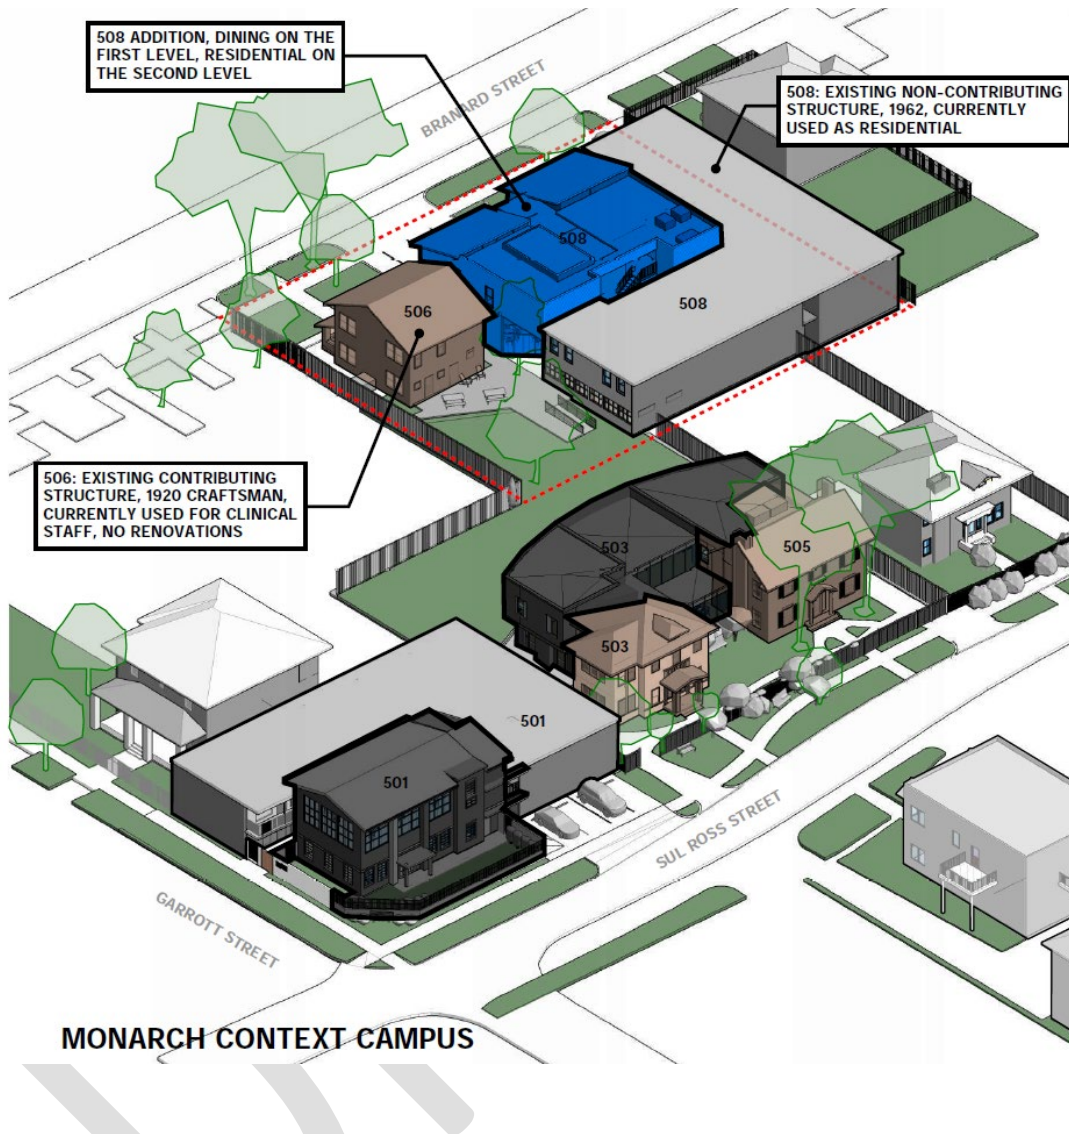 508 ADDITION, DINING ON THE
FIRST LEVEL, RESIDENTIAL ON
THE SECOND LEVEL
BRANARD STREET
508: EXISTING NON-CONTRIBUTING
STRUCTURE, 1962, CURRENTLY
USED AS RESIDENTIAL
508
508
506
506: EXISTING CONTRIBUTING
STRUCTURE, 1920 CRAFTSMAN,
CURRENTLY USED FOR CLINICAL
STAFF, NO RENOVATIONS
503
505
503
501
501
SUL ROSS STREET
GARROTT STREET
MONARCH CONTEXT CAMPUS